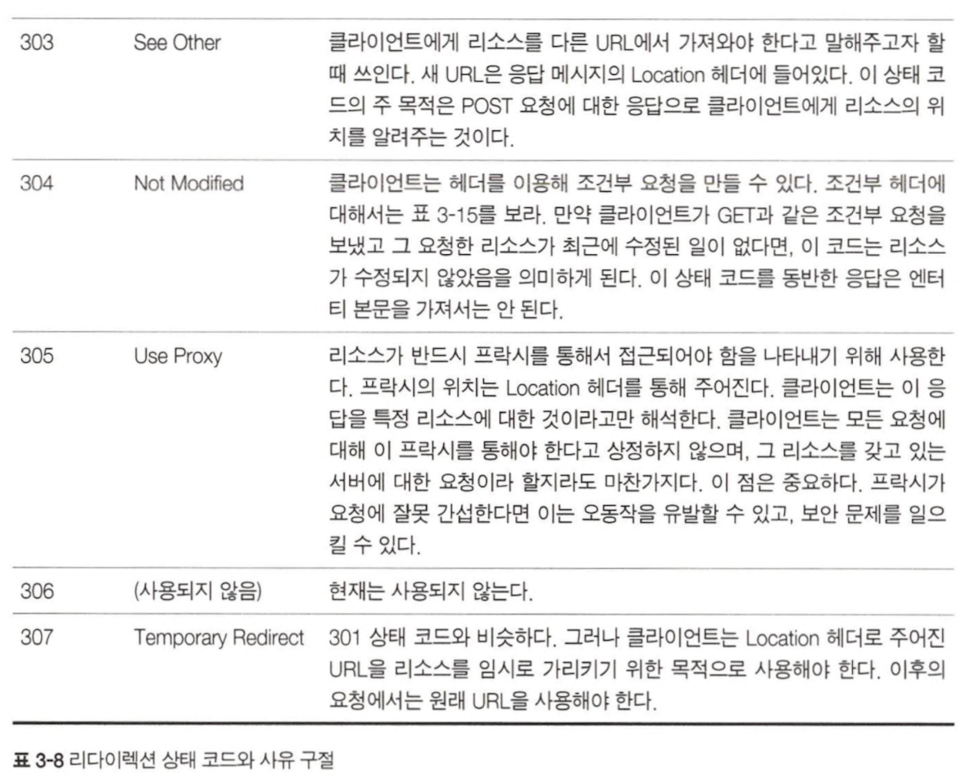 303 See Other 클라이언트에게 리소스를 다른 URL에서 가져와야 한다고 말해주고자 할
때 쓰인다. 새 URL은 응답 메시지의 Location 헤더에 들어있다. 이 상태 코
드의 주 목적은 POST 요청에 대한 응답으로 클라이언트에게 리소스의 위
치를 알려주는 것이다.
304 Not Modified 클라이언트는 헤더를 이용해 조건부 요청을 만들 수 있다. 조건부 헤더에
대해서는 표 3-15를 보라. 만약 클라이언트가 GET과 같은 조건부 요청을
보냈고 그 요청한 리소스가 최근에 수정된 일이 없다면, 이 코드는 리소스
가 수정되지 않았음을 의미하게 된다. 이 상태 코드를 동반한 응답은 엔터
티 본문을 가져서는 안 된다.
305 Use Proxy 리소스가 반드시 프락시를 통해서 접근되어야 함을 나타내기 위해 사용한
다. 프락시의 위치는 Location 헤더를 통해 주어진다. 클라이언트는 이 응
답을 특정 리소스에 대한 것이라고만 해석한다. 클라이언트는 모든 요청에
대해 이 프락시를 통해야 한다고 상정하지 않으며, 그 리소스를 갖고 있는
서버에 대한 요청이라 할지라도 마찬가지다. 이 점은 중요하다. 프락시가
요청에 잘못 간섭한다면 이는 오동작을 유발할 수 있고, 보안 문제를 일으
킬 수 있다.
306 (사용되지 않음) 현재는 사용되지 않는다.
307 Temporary Redirect 301 상태 코드와 비슷하다. 그러나 클라이언트는 Location 헤더로 주어진
URL을 리소스를 임시로 가리키기 위한 목적으로 사용해야 한다. 이후의
요청에서는 원래 URL을 사용해야 한다.
표 3-8 리다이렉션 상태 코드와 사유 구절